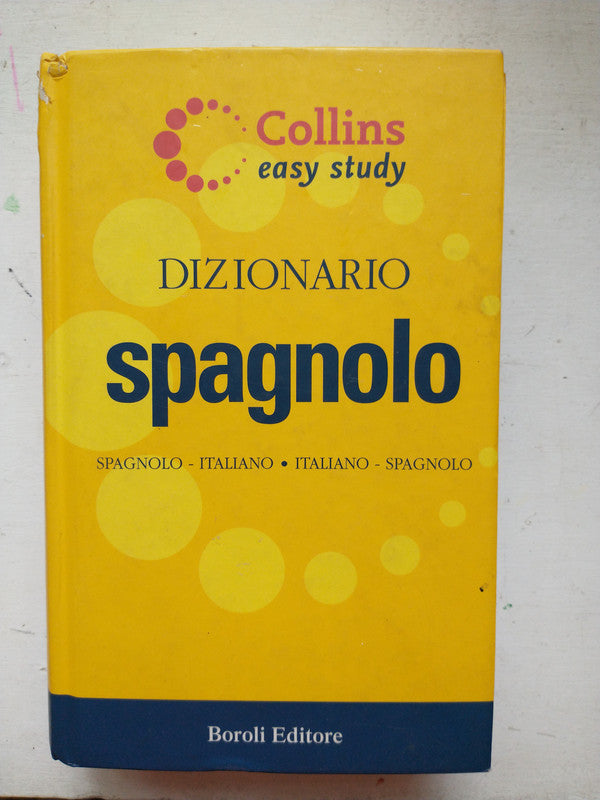 Collins
easy study
DIZIONARIO
spagnolo
SPAGNOLO - ITALIANO • ITALIANO - SPAGNOLO
Boroli Editore